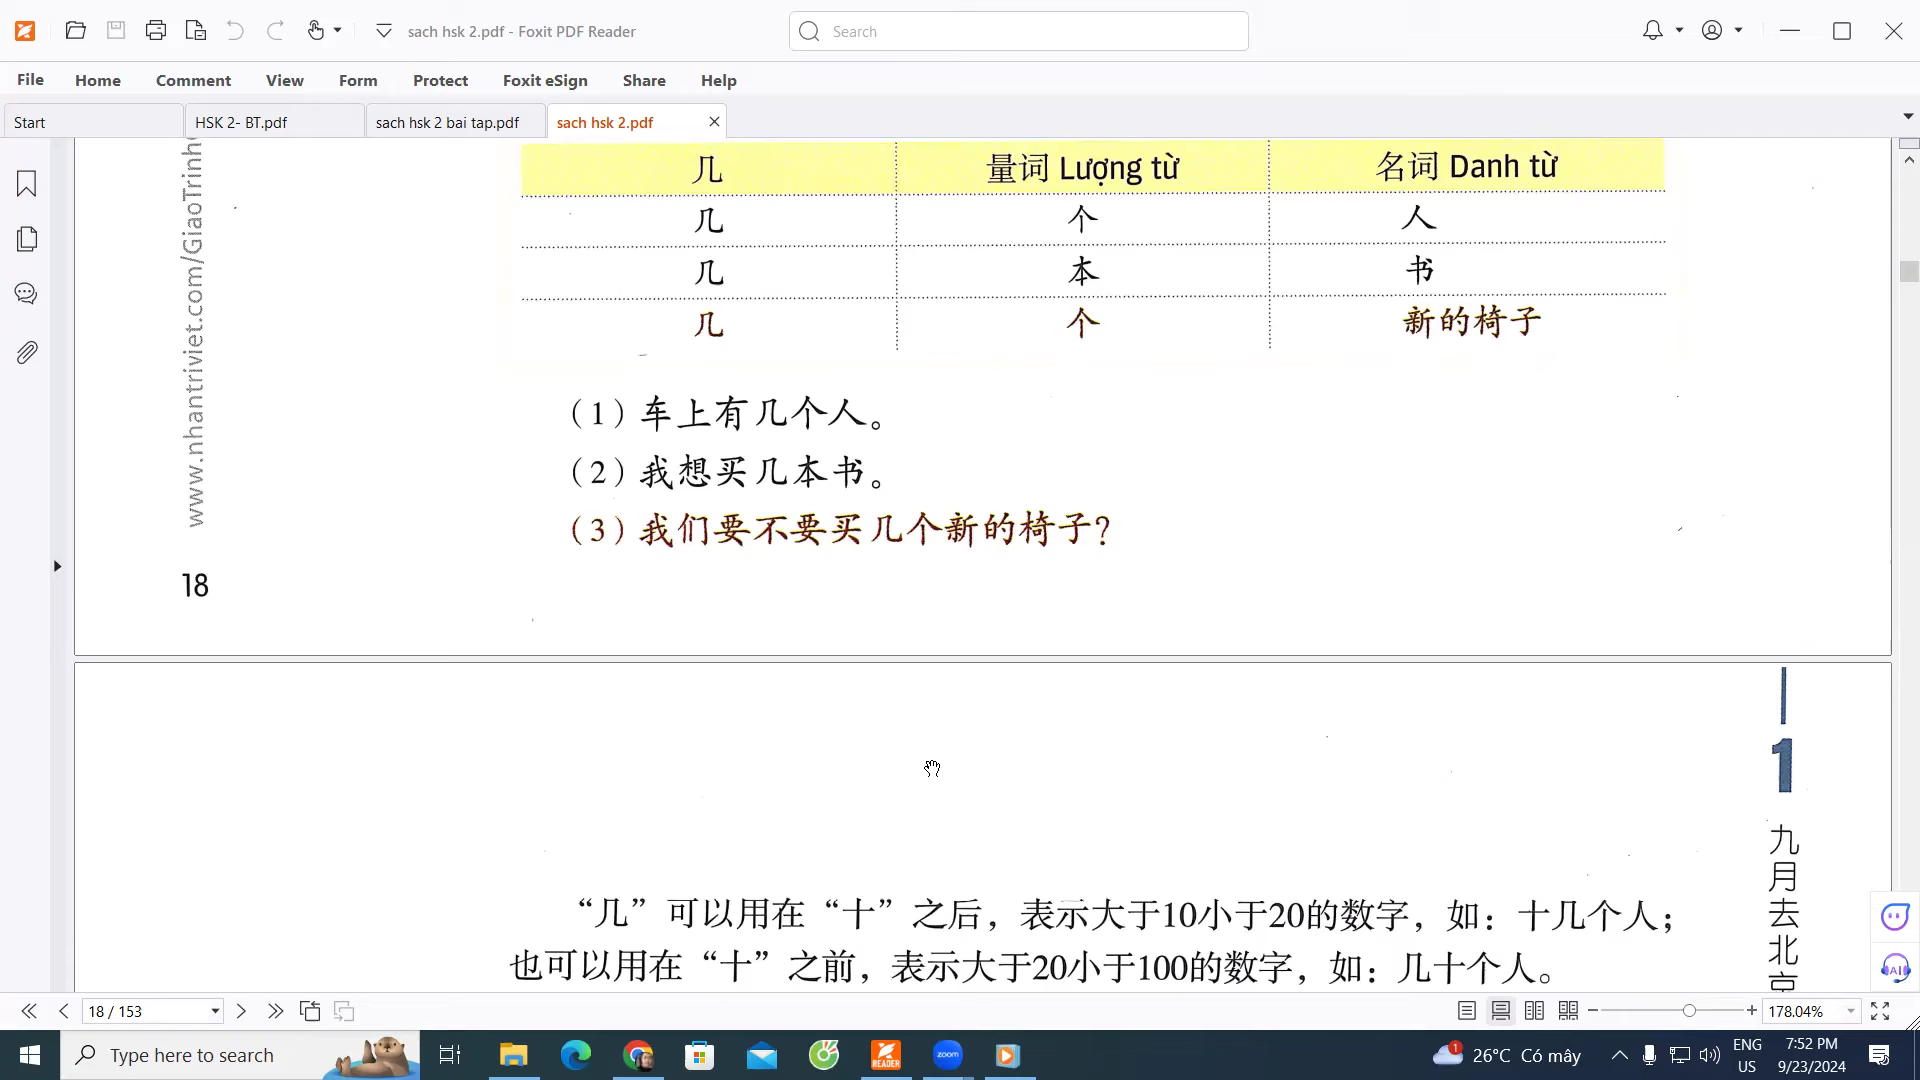 sach hsk 2.pdf - Foxit PDF Reader
Search
File Home Comment View Form Protect Foxit eSign Share Help
Start HSK 2- BT.pdf sach hsk 2 bai tap.pdf sach hsk 2.pdf
几 量词 Lượng từ 名词 Danh từ
几 个 人
几 本 书
几 个 新的椅子
(1) 车上有几个人。
(2) 我想买几本书。
(3) 我们要不要买几个新的椅子?
www.nhantriviet.com/GiaoTrinh
18
1
九月去北京
“几”可以用在“十”之后，表示大于10小于20的数字，如：十几个人；
也可以用在“十”之前，表示大于20小于100的数字，如：几十个人。
AI
18 / 153
178.04%
Type here to search
READER
zoom
1
26°C Có mây
ENG
US
7:52 PM
9/23/2024